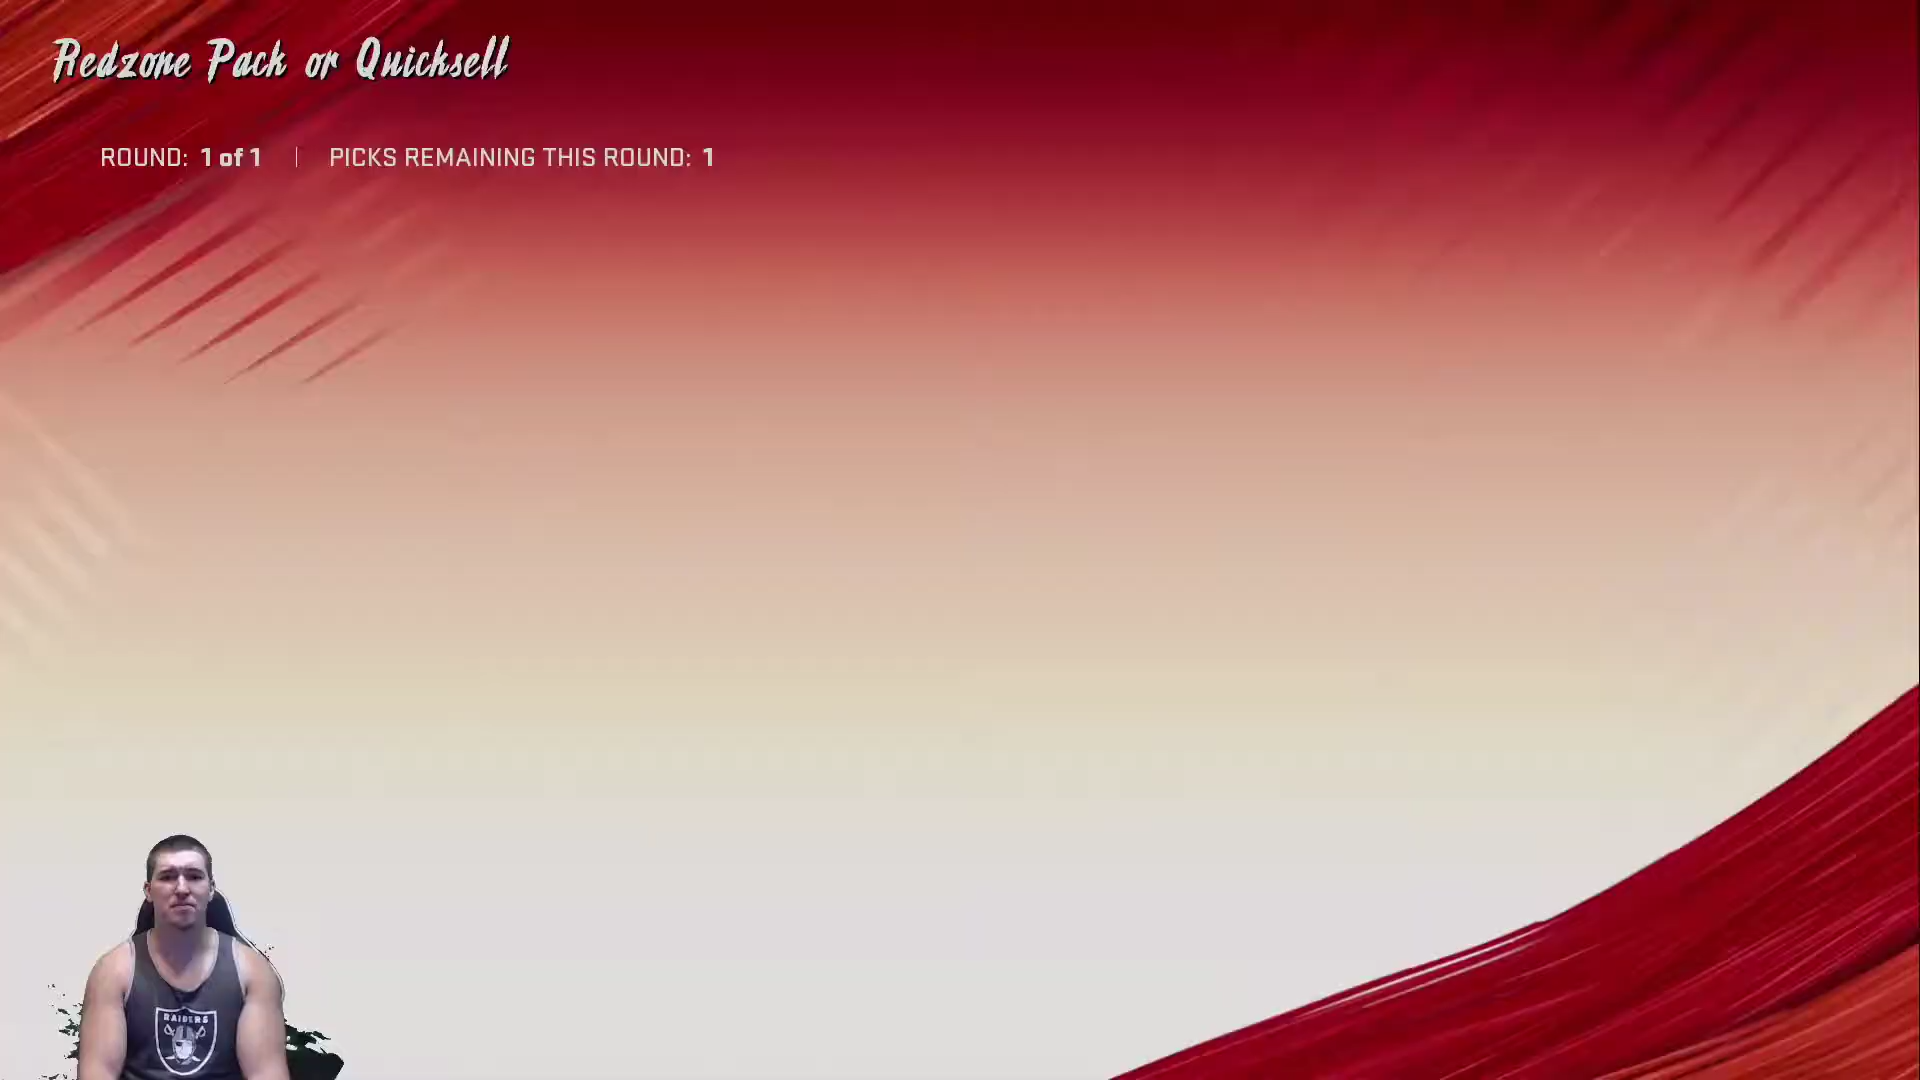 Redzone Pack or Quicksell
ROUND: 1 of 1 | PICKS REMAINING THIS ROUND: 1
RAIDERS